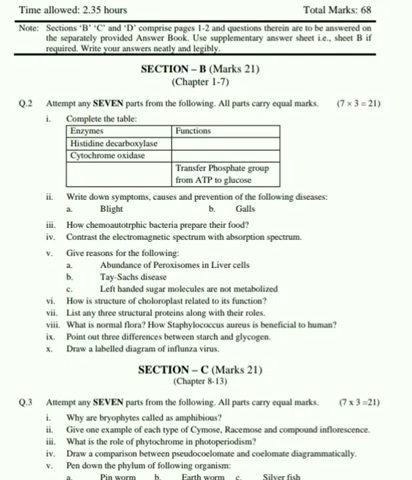 Time allowed: 2.35 hours Total Marks: 68
Note: Sections ‘B’ ‘C’ and ‘D’ comprise pages 1-2 and questions therein are to be answered on
the separately provided Answer Book. Use supplementary answer sheet i.e., sheet B if
required. Write your answers neatly and legibly.
SECTION – B (Marks 21)
(Chapter 1-7)
Q.2 Attempt any SEVEN parts from the following. All parts carry equal marks. (7 × 3 = 21)
i. Complete the table:
Enzymes Functions
Histidine decarboxylase
Cytochrome oxidase
Transfer Phosphate group
from ATP to glucose
ii. Write down symptoms, causes and prevention of the following diseases:
a. Blight b. Galls
iii. How chemoautotrphic bacteria prepare their food?
iv. Contrast the electromagnetic spectrum with absorption spectrum.
v. Give reasons for the following:
a. Abundance of Peroxisomes in Liver cells
b. Tay-Sachs disease
c. Left handed sugar molecules are not metabolized
vi. How is structure of choloroplast related to its function?
vii. List any three structural proteins along with their roles.
viii. What is normal flora? How Staphylococcus aureus is beneficial to human?
ix. Point out three differences between starch and glycogen.
x. Draw a labelled diagram of influnza virus.
SECTION – C (Marks 21)
(Chapter 8-13)
Q.3 Attempt any SEVEN parts from the following. All parts carry equal marks. (7 x 3 =21)
i. Why are bryophytes called as amphibious?
ii. Give one example of each type of Cymose, Racemose and compound inflorescence.
iii. What is the role of phytochrome in photoperiodism?
iv. Draw a comparison between pseudocoelomate and coelomate diagrammatically.
v. Pen down the phylum of following organism:
a. Pin worm b. Earth worm c. Silver fish